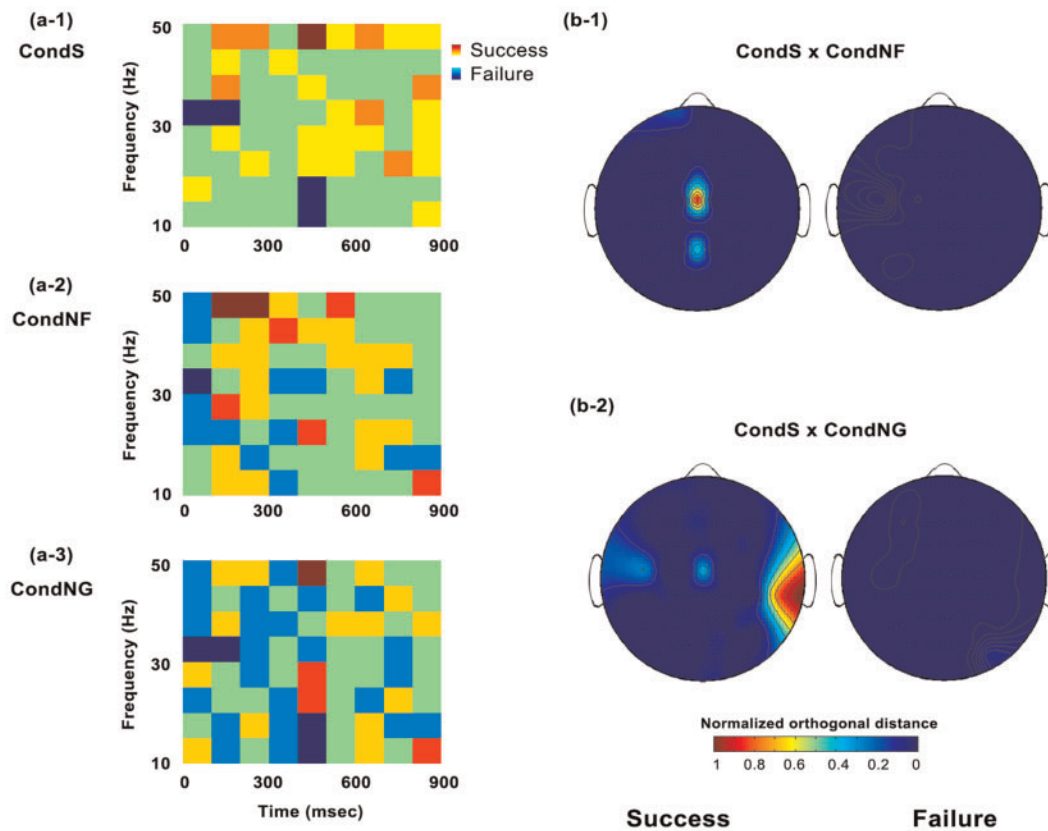 (a-1)
CondS
50
30
10
Frequency (Hz)
0 300 600 900
Success
Failure
(a-2)
CondNF
50
30
10
Frequency (Hz)
0 300 600 900
(a-3)
CondNG
50
30
10
Frequency (Hz)
0 300 600 900
Time (msec)
(b-1)
CondS x CondNF
(b-2)
CondS x CondNG
Normalized orthogonal distance
1 0.8 0.6 0.4 0.2 0
Success Failure